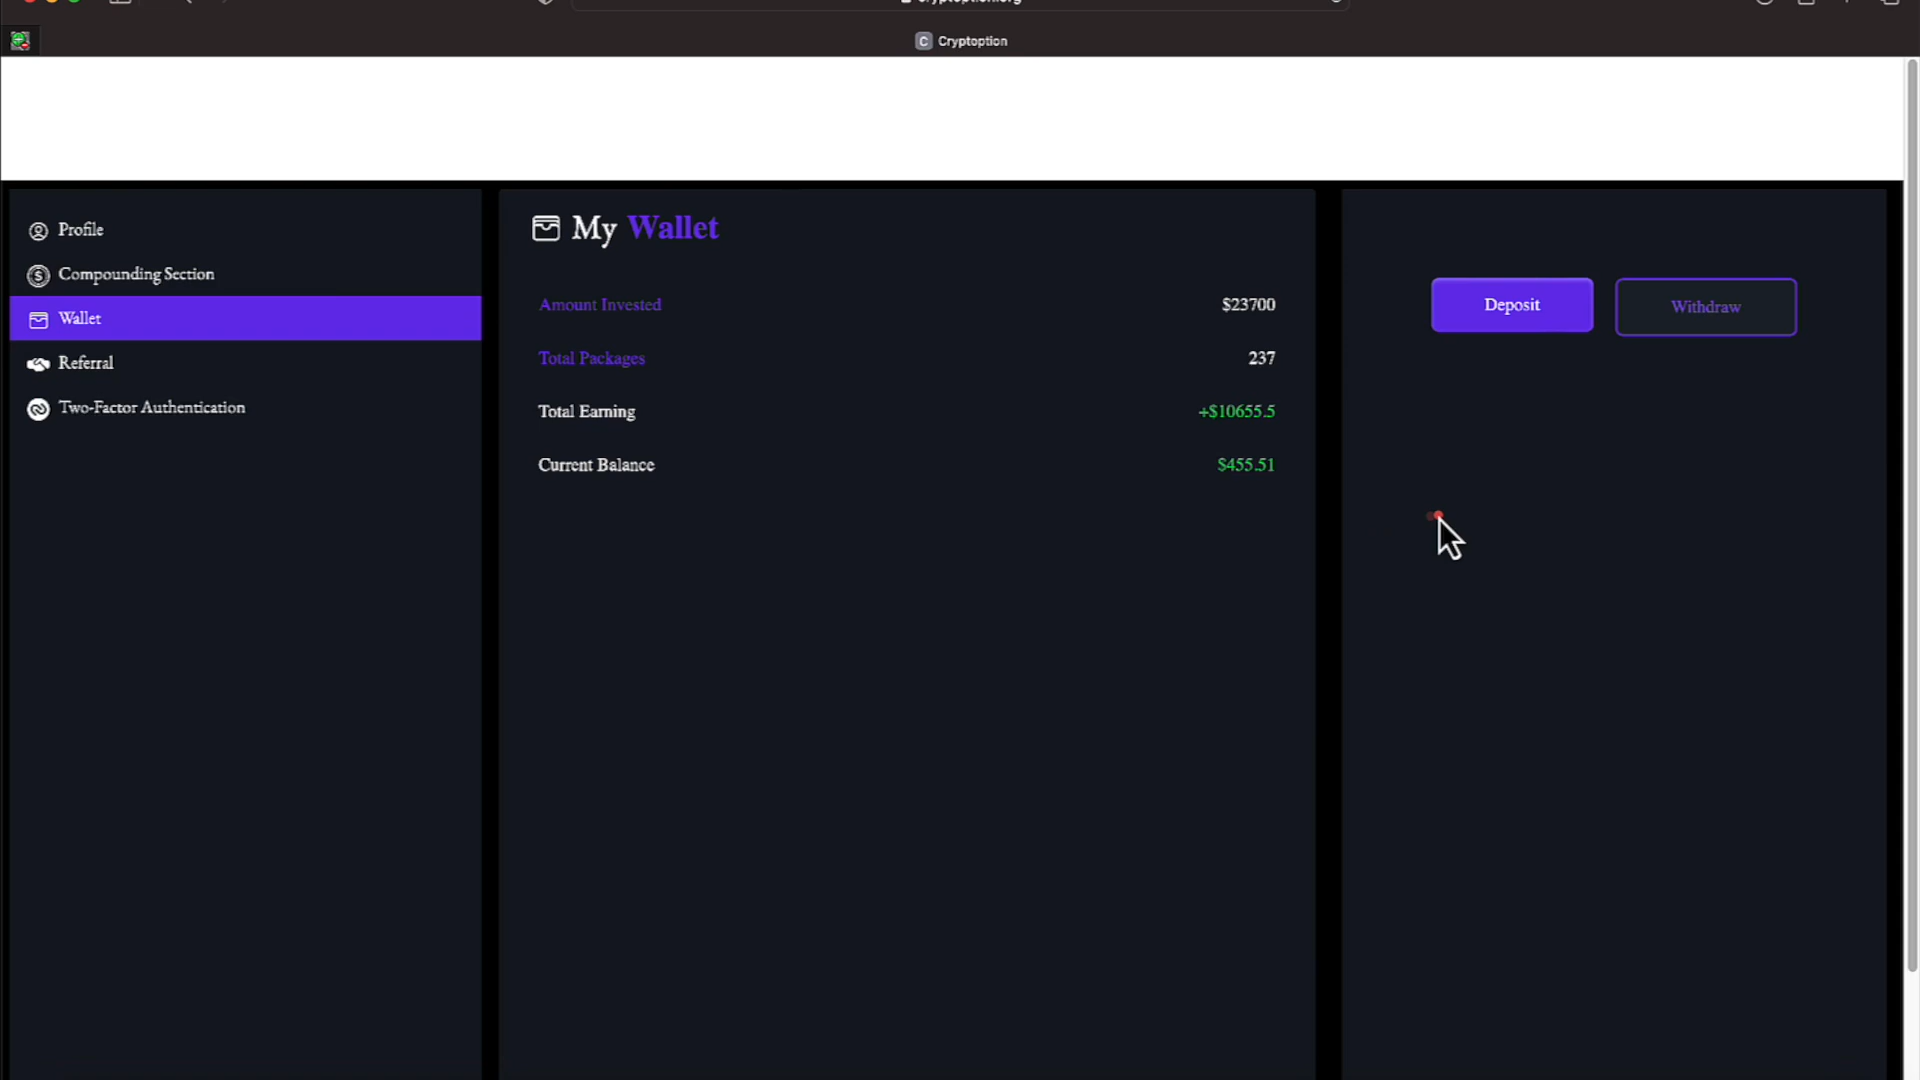 Cryptoption
Profile
Compounding Section
Wallet
Referral
Two-Factor Authentication
My Wallet
Amount Invested $23700
Total Packages 237
Total Earning +$10655.5
Current Balance $455.51
Deposit Withdraw